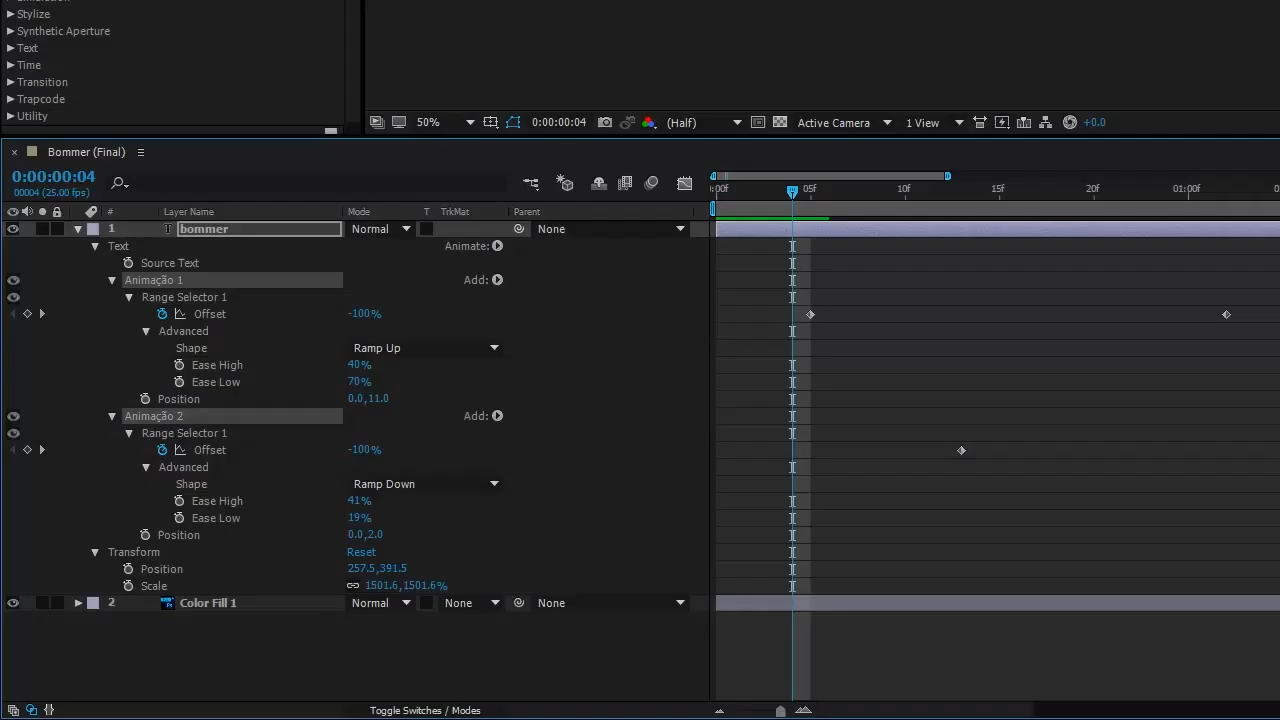 Stylize
Synthetic Aperture
Text
Time
Transition
Trapcode
Utility
50% 0:00:00:04 (Half) Active Camera 1 View +0.0
× Bommer (Final)
0:00:00:04
00004 (25.00 fps)
:00f 05f 10f 15f 20f 01:00f
# Layer Name Mode T TrkMat Parent
1 T bommer Normal None
Text Animate:
Source Text
Animação 1 Add:
Range Selector 1
Offset -100%
Advanced
Shape Ramp Up
Ease High 40%
Ease Low 70%
Position 0.0,11.0
Animação 2 Add:
Range Selector 1
Offset -100%
Advanced
Shape Ramp Down
Ease High 41%
Ease Low 19%
Position 0.0,2.0
Transform Reset
Position 257.5,391.5
Scale 1501.6,1501.6%
2 Color Fill 1 Normal None None
Toggle Switches / Modes